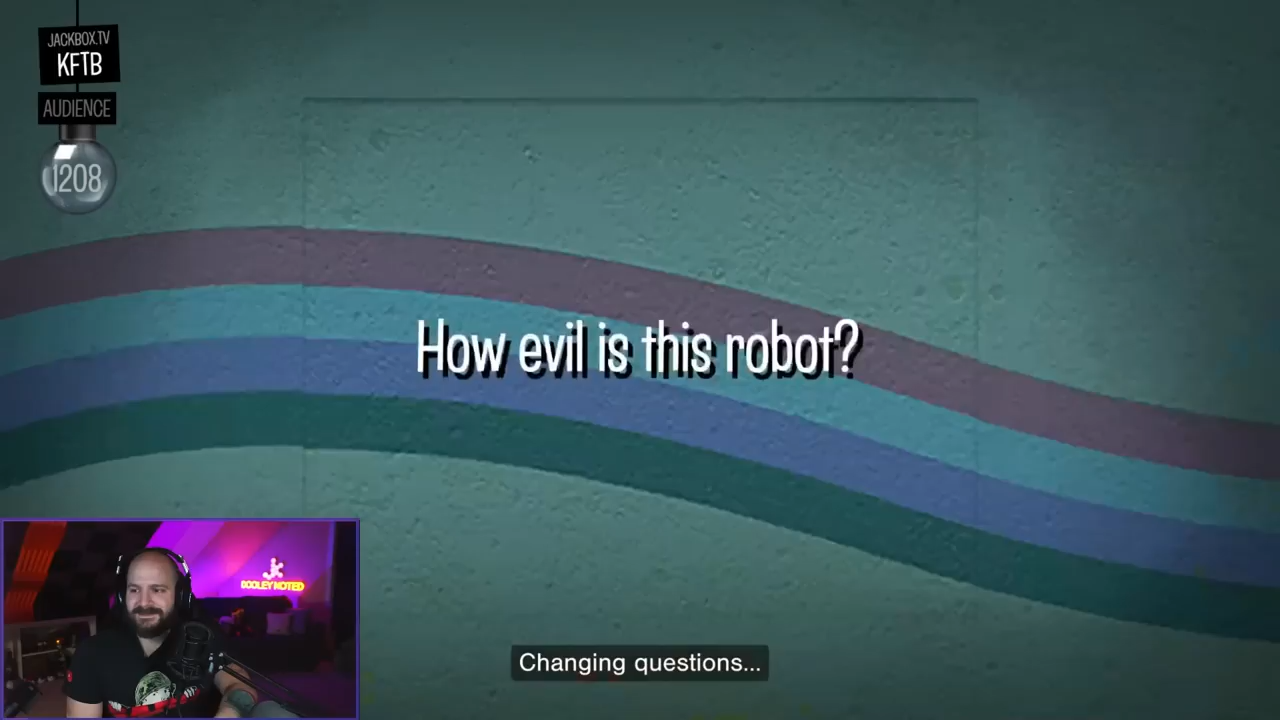 JACKBOX.TV
KFTB
AUDIENCE
1208
How evil is this robot?
DOOLEY NOTED
Changing questions...